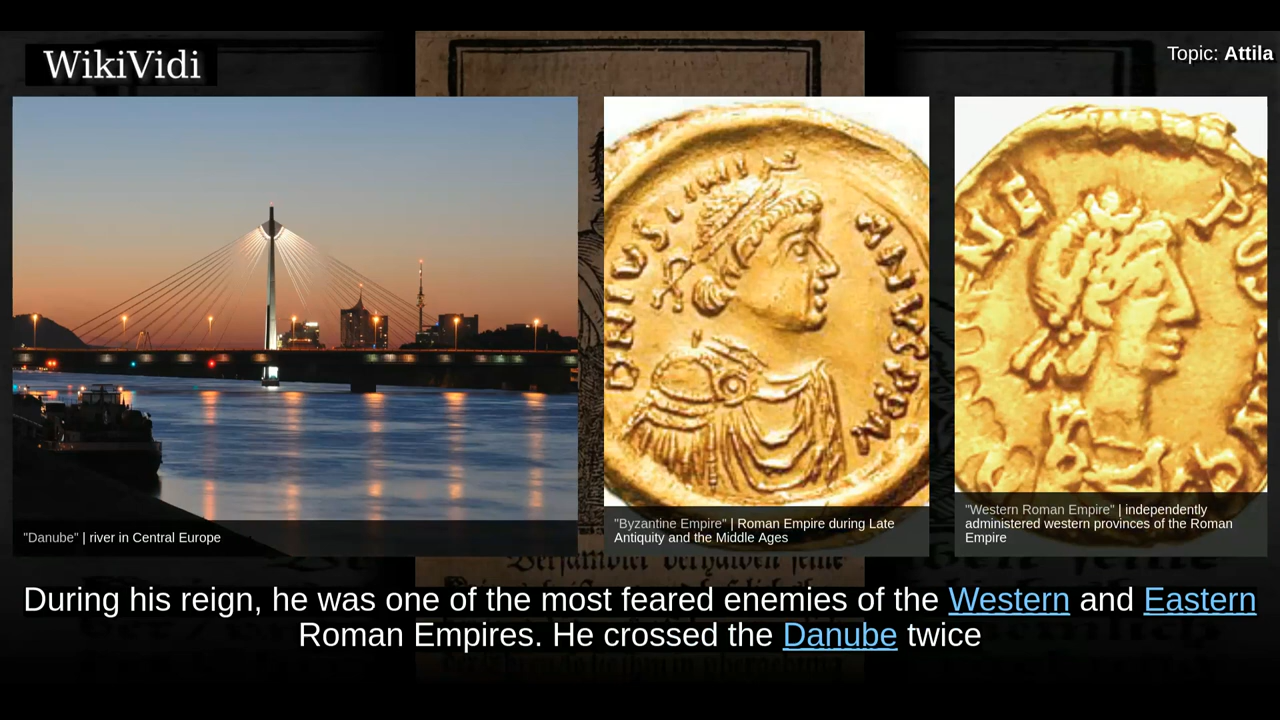 WikiVidi
Topic: Attila
"Danube" | river in Central Europe
"Byzantine Empire" | Roman Empire during Late
Antiquity and the Middle Ages
"Western Roman Empire" | independently
administered western provinces of the Roman
Empire
During his reign, he was one of the most feared enemies of the Western and Eastern
Roman Empires. He crossed the Danube twice